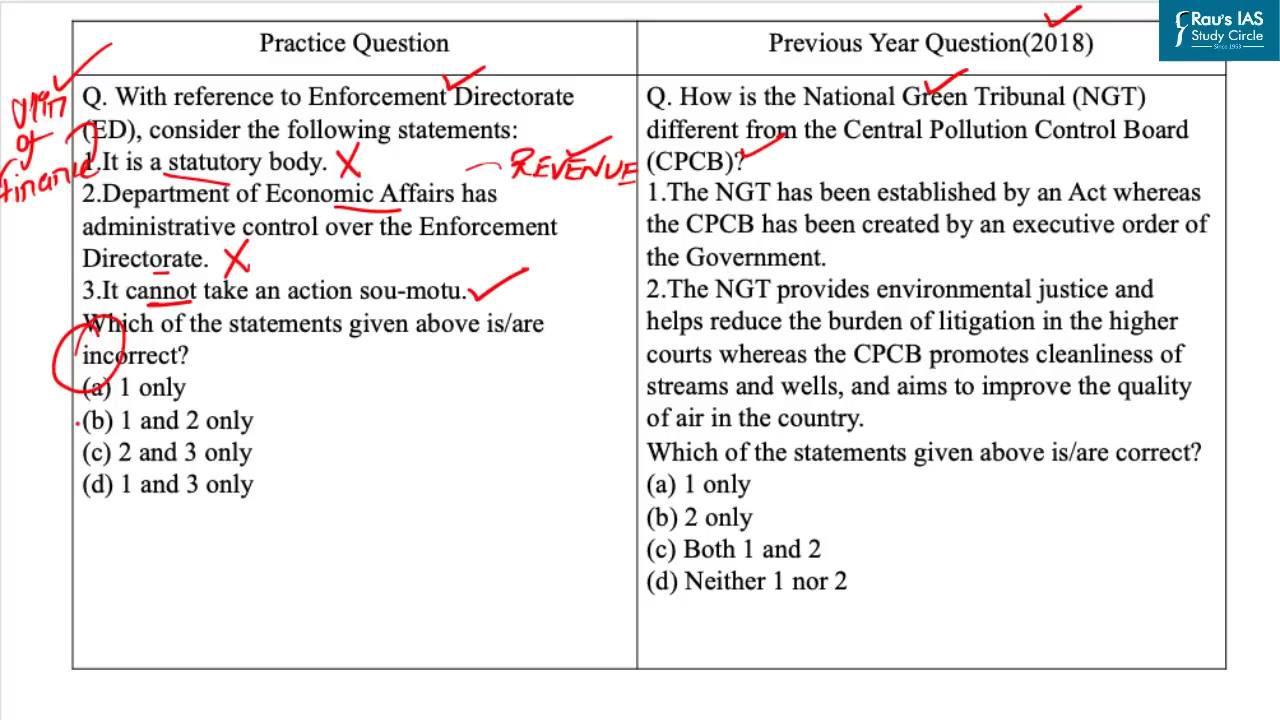 Rau's IAS
Study Circle
Since 1953
Practice Question
Q. With reference to Enforcement Directorate
(ED), consider the following statements:
1.It is a statutory body.
2.Department of Economic Affairs has
administrative control over the Enforcement
Directorate.
3.It cannot take an action sou-motu.
Which of the statements given above is/are
incorrect?
(a) 1 only
(b) 1 and 2 only
(c) 2 and 3 only
(d) 1 and 3 only
of
Finance
REVENUE
Previous Year Question(2018)
Q. How is the National Green Tribunal (NGT)
different from the Central Pollution Control Board
(CPCB)?
1.The NGT has been established by an Act whereas
the CPCB has been created by an executive order of
the Government.
2.The NGT provides environmental justice and
helps reduce the burden of litigation in the higher
courts whereas the CPCB promotes cleanliness of
streams and wells, and aims to improve the quality
of air in the country.
Which of the statements given above is/are correct?
(a) 1 only
(b) 2 only
(c) Both 1 and 2
(d) Neither 1 nor 2